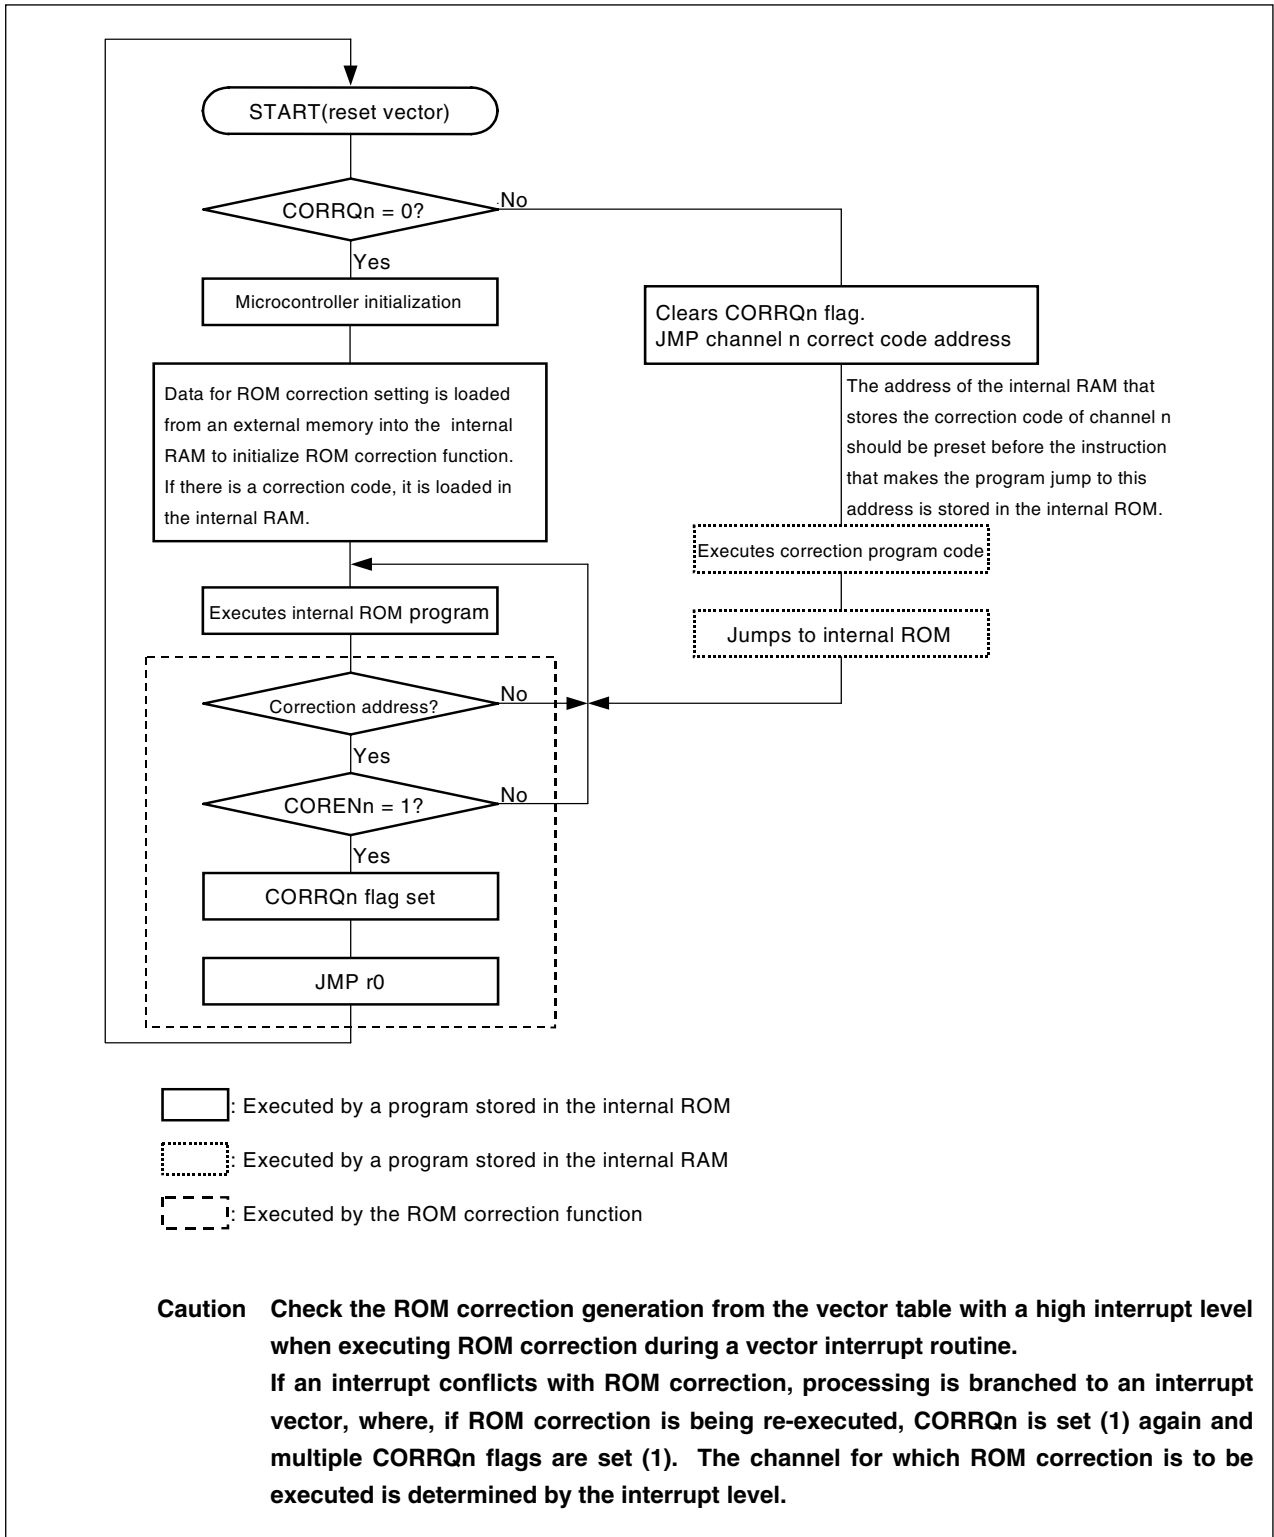 START(reset vector)
CORRQn = 0?
No
Yes
Microcontroller initialization
Clears CORRQn flag.
JMP channel n correct code address
Data for ROM correction setting is loaded
from an external memory into the internal
RAM to initialize ROM correction function.
If there is a correction code, it is loaded in
the internal RAM.
The address of the internal RAM that
stores the correction code of channel n
should be preset before the instruction
that makes the program jump to this
address is stored in the internal ROM.
Executes correction program code
Executes internal ROM program
Jumps to internal ROM
Correction address?
No
Yes
CORENn = 1?
No
Yes
CORRQn flag set
JMP r0
: Executed by a program stored in the internal ROM
: Executed by a program stored in the internal RAM
: Executed by the ROM correction function
Caution Check the ROM correction generation from the vector table with a high interrupt level
when executing ROM correction during a vector interrupt routine.
If an interrupt conflicts with ROM correction, processing is branched to an interrupt
vector, where, if ROM correction is being re-executed, CORRQn is set (1) again and
multiple CORRQn flags are set (1). The channel for which ROM correction is to be
executed is determined by the interrupt level.